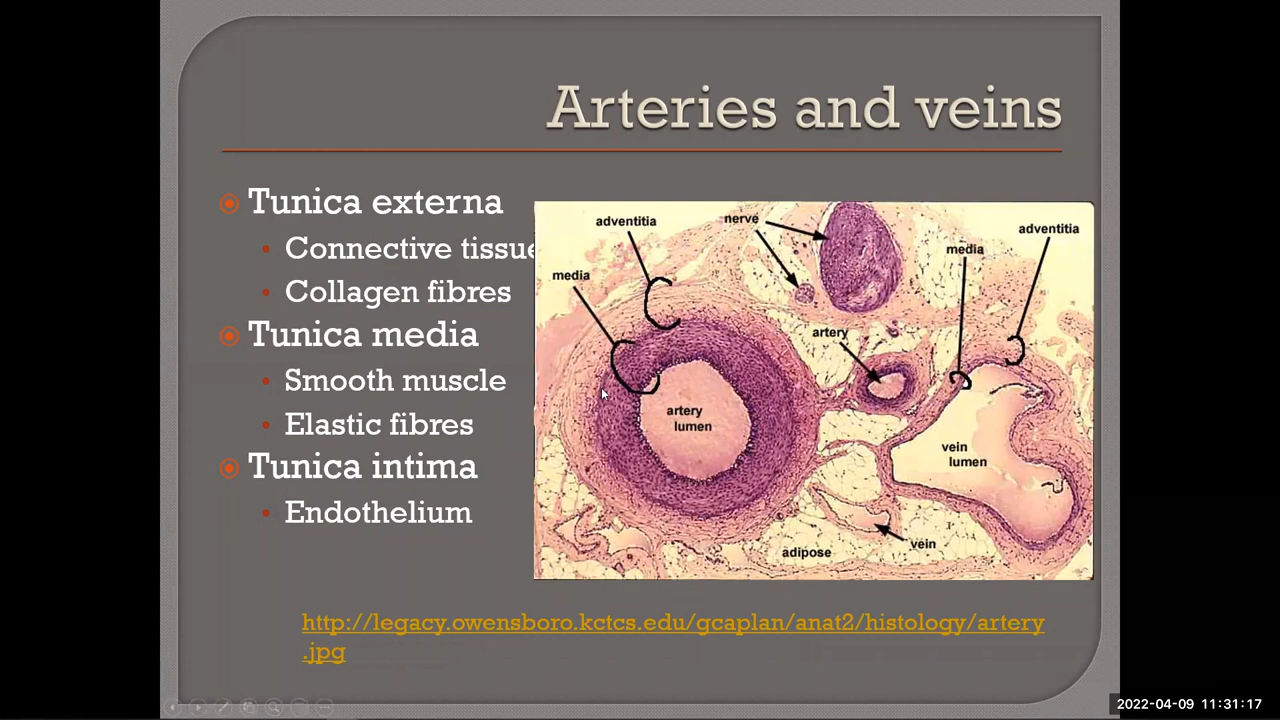 Arteries and veins
Tunica externa
Connective tissue
Collagen fibres
Tunica media
Smooth muscle
Elastic fibres
Tunica intima
Endothelium
adventitia
nerve
media
adventitia
media
artery
artery
lumen
vein
lumen
vein
adipose
http://legacy.owensboro.kctcs.edu/gcaplan/anat2/histology/artery
.jpg
2022-04-09 11:31:17